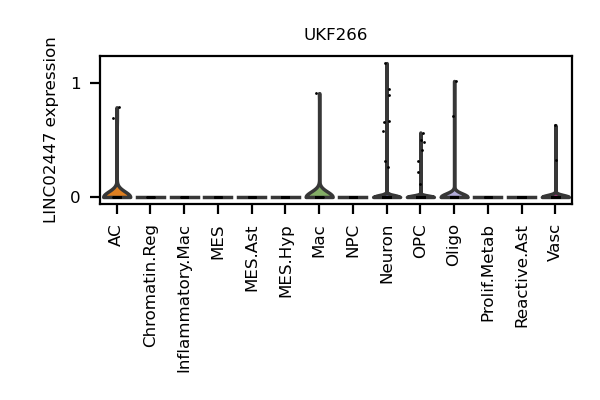 UKF266
LINC02447 expression
1
0
AC
Chromatin.Reg
Inflammatory.Mac
MES
MES.Ast
MES.Hyp
Mac
NPC
Neuron
OPC
Oligo
Prolif.Metab
Reactive.Ast
Vasc